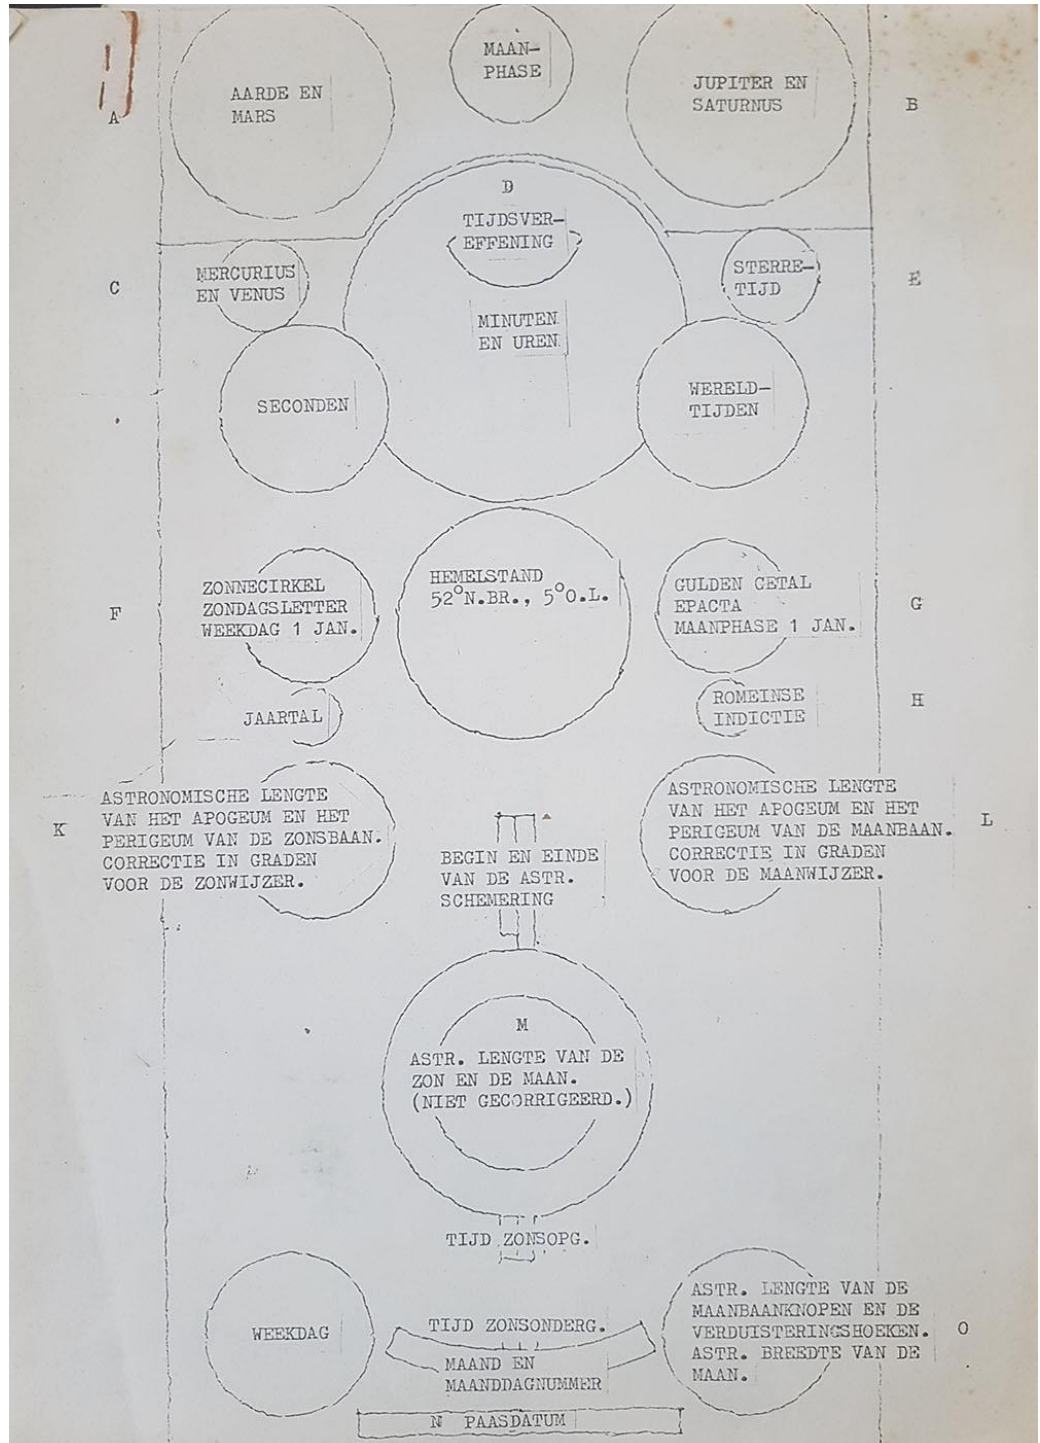 MAAN-
PHASE
AARDE EN
MARS
JUPITER EN
SATURNUS
A
B
D
TIJDSVER-
EFFENING
MERCURIUS
EN VENUS
STERRE-
TIJD
C
E
MINUTEN
EN UREN
SECONDEN
WERELD-
TIJDEN
ZONNECIRKEL
ZONDAGSLETTER
WEEKDAG 1 JAN.
HEMELSTAND
52°N.BR., 5°O.L.
GULDEN GETAL
EPACTA
MAANPHASE 1 JAN.
F
G
JAARTAL
ROMEINSE
INDICTIE
H
ASTRONOMISCHE LENGTE
VAN HET APOGEUM EN HET
PERIGEUM VAN DE ZONSBAAN.
CORRECTIE IN GRADEN
VOOR DE ZONWIJZER.
K
ASTRONOMISCHE LENGTE
VAN HET APOGEUM EN HET
PERIGEUM VAN DE MAANBAAN.
CORRECTIE IN GRADEN
VOOR DE MAANWIJZER.
L
BEGIN EN EINDE
VAN DE ASTR.
SCHEMERING
M
ASTR. LENGTE VAN DE
ZON EN DE MAAN.
(NIET GECORRIGEERD.)
TIJD ZONSOPG.
WEEKDAG
TIJD ZONSONDERG.
MAAND EN
MAANDDAGNUMMER
ASTR. LENGTE VAN DE
MAANBAANKNOPEN EN DE
VERDUISTERINGSHOEKEN.
ASTR. BREEDTE VAN DE
MAAN.
O
N PAASDATUM